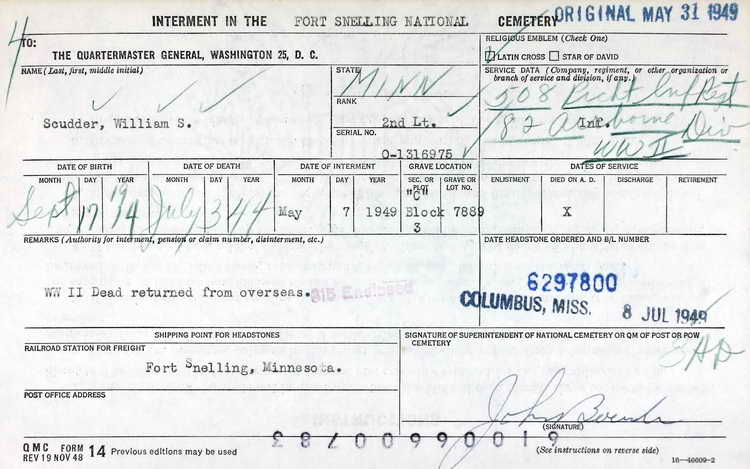 INTERMENT IN THE FORT SNELLING NATIONAL CEMETERY
ORIGINAL MAY 31 1949
4
TO:
THE QUARTERMASTER GENERAL, WASHINGTON 25, D. C.
RELIGIOUS EMBLEM (Check One)
LATIN CROSS STAR OF DAVID
NAME (Last, first, middle initial)
Scudder, William S.
STATE
MINN
RANK
2nd Lt.
SERIAL NO.
O-1316975
SERVICE DATA (Company, regiment, or other organization or branch of service and division, if any.)
508 Pcht Inf Rgt
Inf.
82 Airborne Div
WW II
DATE OF BIRTH DATE OF DEATH DATE OF INTERMENT GRAVE LOCATION DATES OF SERVICE
MONTH DAY YEAR MONTH DAY YEAR MONTH DAY YEAR SEC. OR PLOT GRAVE OR LOT NO. ENLISTMENT DIED ON A. D. DISCHARGE RETIREMENT
Sept 17 1914 July 3 44 May 7 1949 "C" Block 3 7889 X
REMARKS (Authority for interment, pension or claim number, disinterment, etc.)
WW II Dead returned from overseas.
315 Enclosed
DATE HEADSTONE ORDERED AND B/L NUMBER
6297800
COLUMBUS, MISS. 8 JUL 1949
SHIPPING POINT FOR HEADSTONES
RAILROAD STATION FOR FREIGHT
Fort Snelling, Minnesota.
POST OFFICE ADDRESS
SIGNATURE OF SUPERINTENDENT OF NATIONAL CEMETERY OR QM OF POST OR POW CEMETERY
(SIGNATURE)
QMC FORM 14 Previous editions may be used
REV 19 NOV 48
(See instructions on reverse side)
16—40609-2